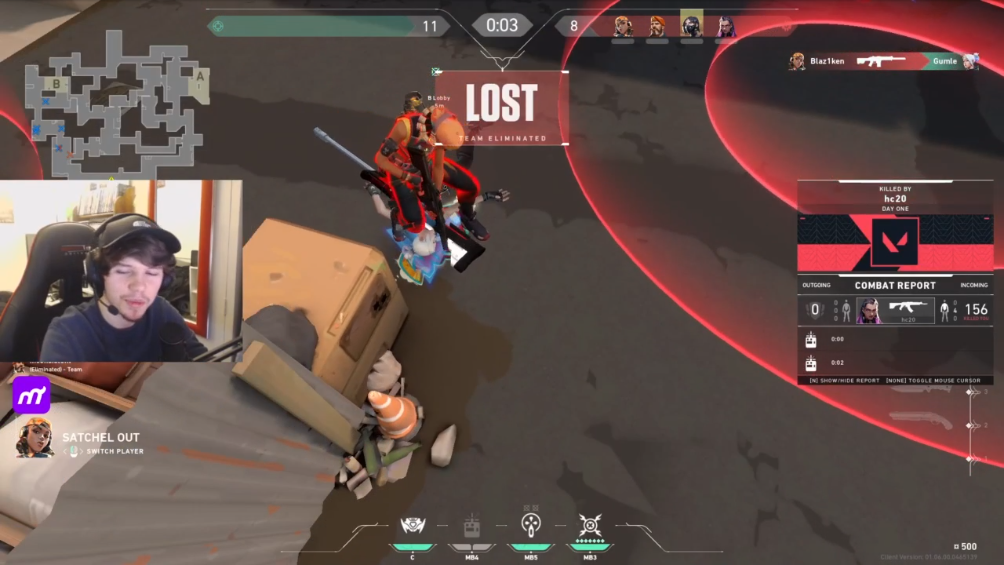 11
0:03
8
Blaz1ken
Gumle
B
A
B Lobby
LOST
TEAM ELIMINATED
KILLED BY
hc20
DAY ONE
OUTGOING
COMBAT REPORT
INCOMING
0
hc20
156
0:00
0:02
[N] SHOW/HIDE REPORT [NONE] TOGGLE MOUSE CURSOR
(Eliminated) - Team
SATCHEL OUT
SWITCH PLAYER
C
MB4
MB5
MB3
500